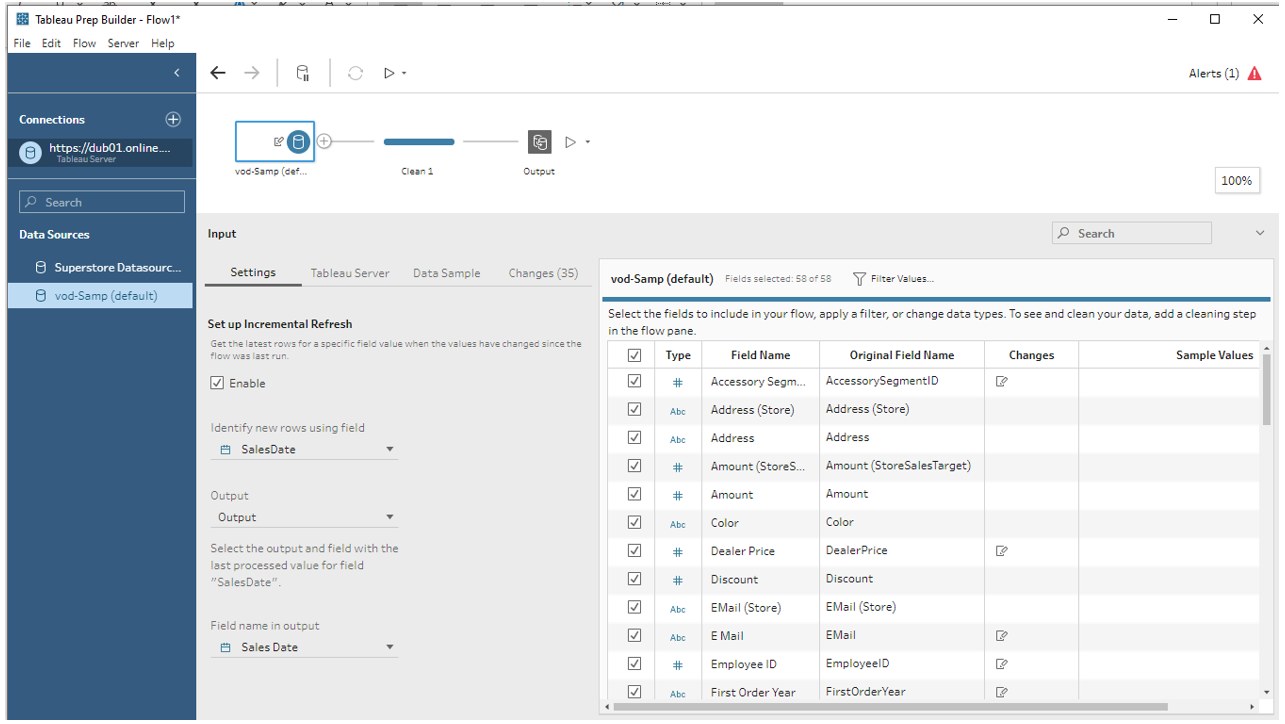 Tableau Prep Builder - Flow1*
File Edit Flow Server Help
Alerts (1)
Connections
https://dub01.online....
Tableau Server
Search
Data Sources
Superstore Datasourc...
vod-Samp (default)
vod-Samp (def...
Clean 1
Output
100%
Input
Search
Settings Tableau Server Data Sample Changes (35)
Set up Incremental Refresh
Get the latest rows for a specific field value when the values have changed since the
flow was last run.
Enable
Identify new rows using field
SalesDate
Output
Output
Select the output and field with the
last processed value for field
"SalesDate".
Field name in output
Sales Date
vod-Samp (default) Fields selected: 58 of 58 Filter Values...
Select the fields to include in your flow, apply a filter, or change data types. To see and clean your data, add a cleaning step
in the flow pane.
Type Field Name Original Field Name Changes Sample Values
# Accessory Segm... AccessorySegmentID
Abc Address (Store) Address (Store)
Abc Address Address
# Amount (StoreS... Amount (StoreSalesTarget)
# Amount Amount
Abc Color Color
# Dealer Price DealerPrice
# Discount Discount
Abc EMail (Store) EMail (Store)
Abc E Mail EMail
# Employee ID EmployeeID
Abc First Order Year FirstOrderYear